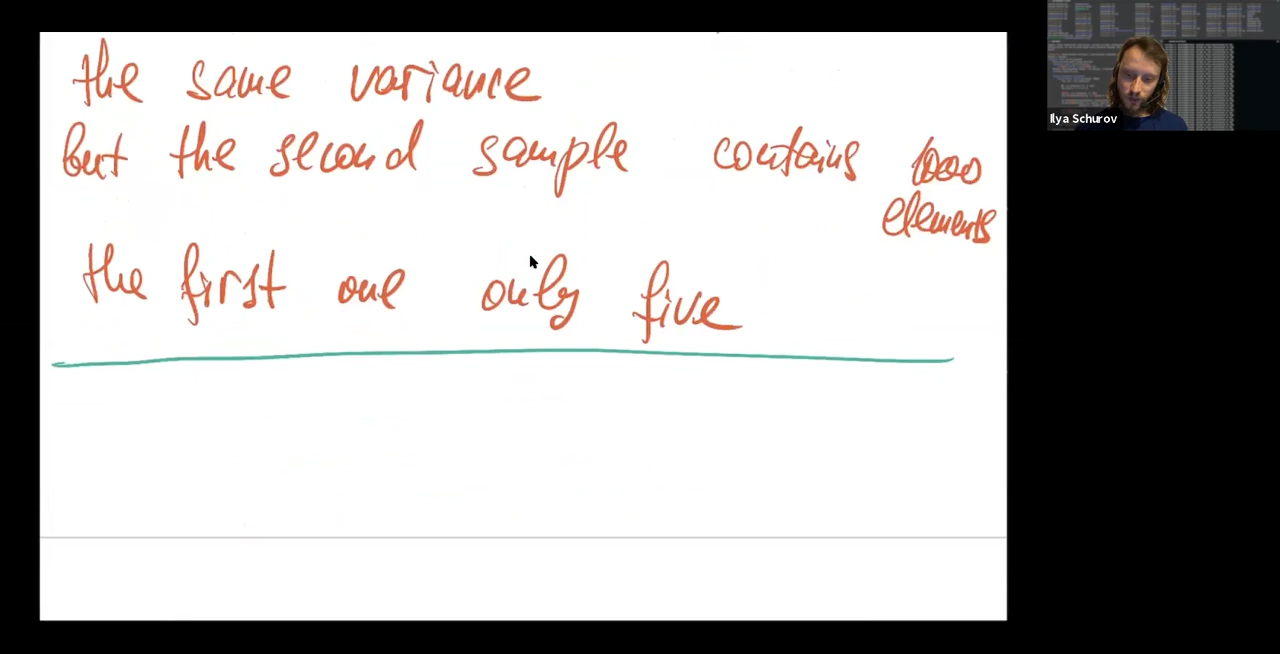 the same variance
but the second sample contains 1000
elements
the first one only five
Ilya Schurov